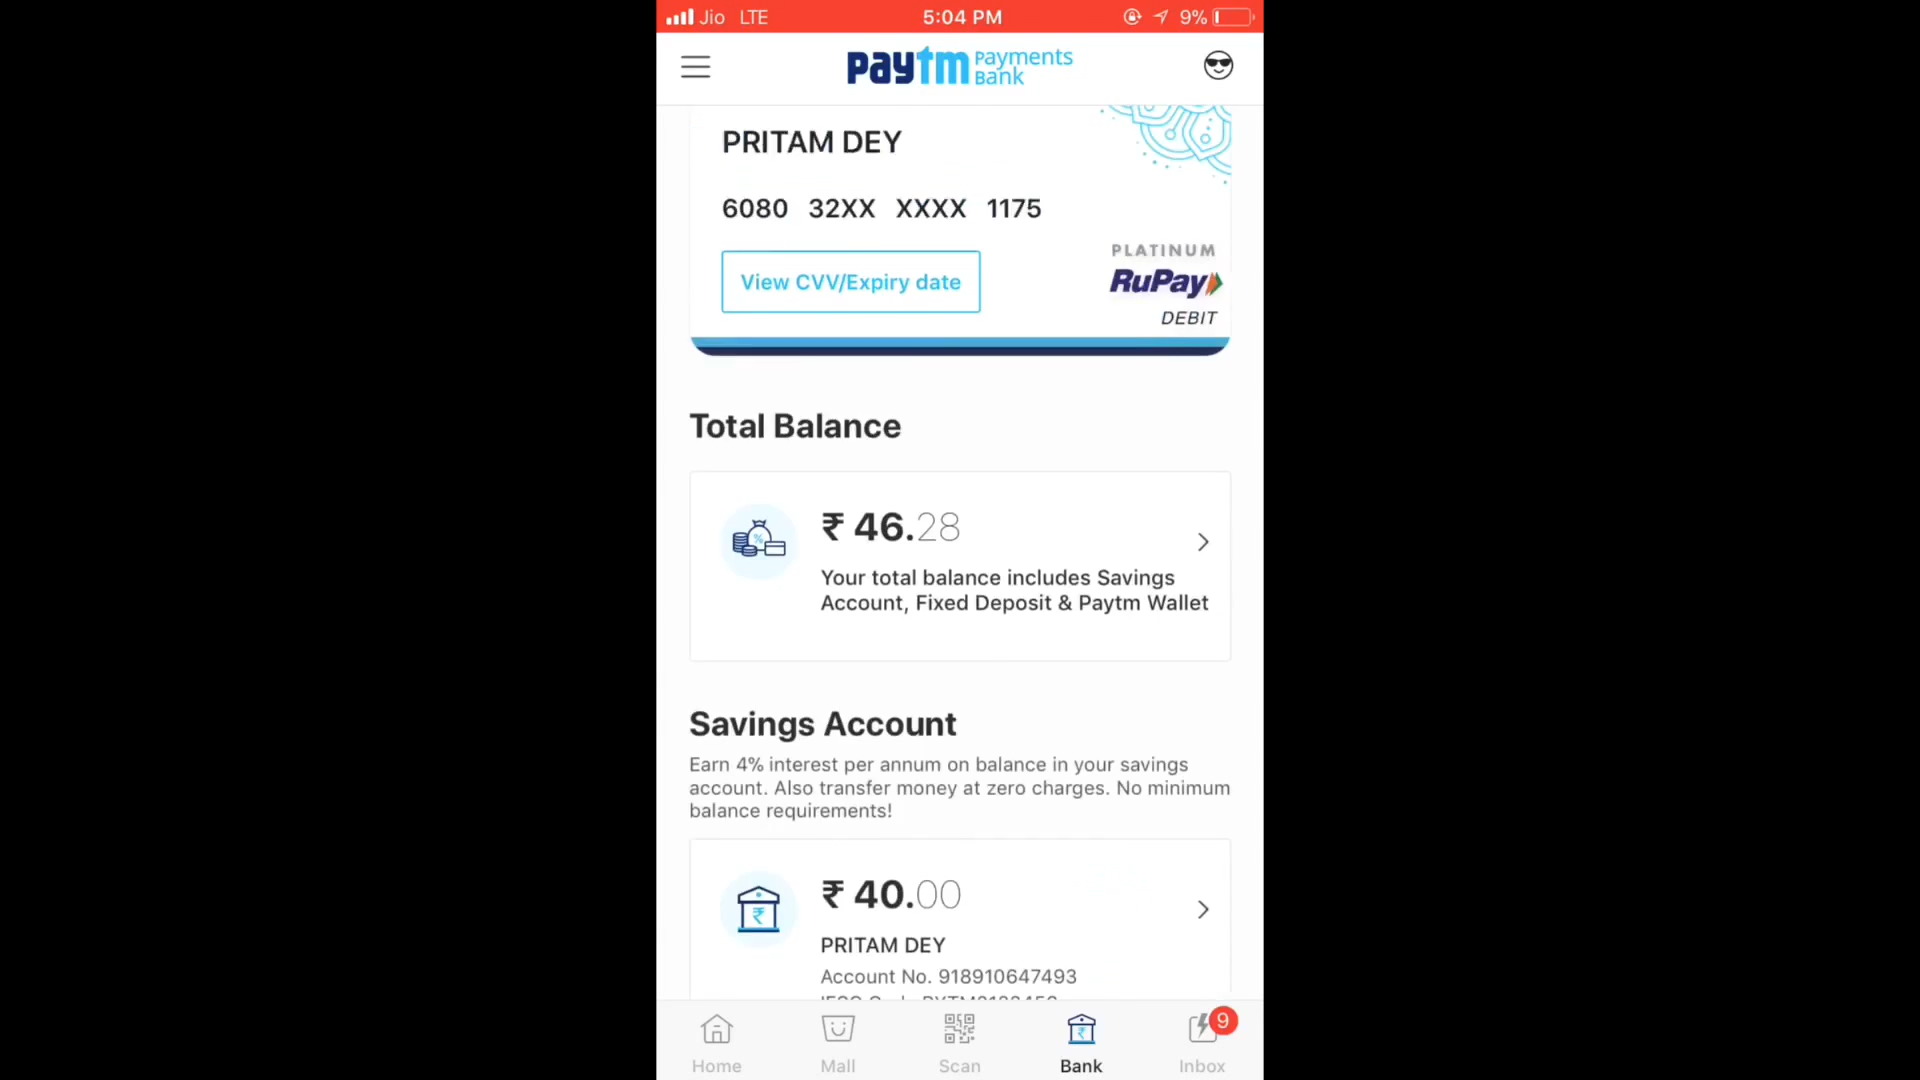 Jio LTE 5:04 PM 9%
paytm Payments Bank
PRITAM DEY
6080 32XX XXXX 1175
View CVV/Expiry date
PLATINUM
RuPay
DEBIT
Total Balance
₹ 46.28
Your total balance includes Savings
Account, Fixed Deposit & Paytm Wallet
Savings Account
Earn 4% interest per annum on balance in your savings
account. Also transfer money at zero charges. No minimum
balance requirements!
₹ 40.00
PRITAM DEY
Account No. 918910647493
9
Home Mall Scan Bank Inbox